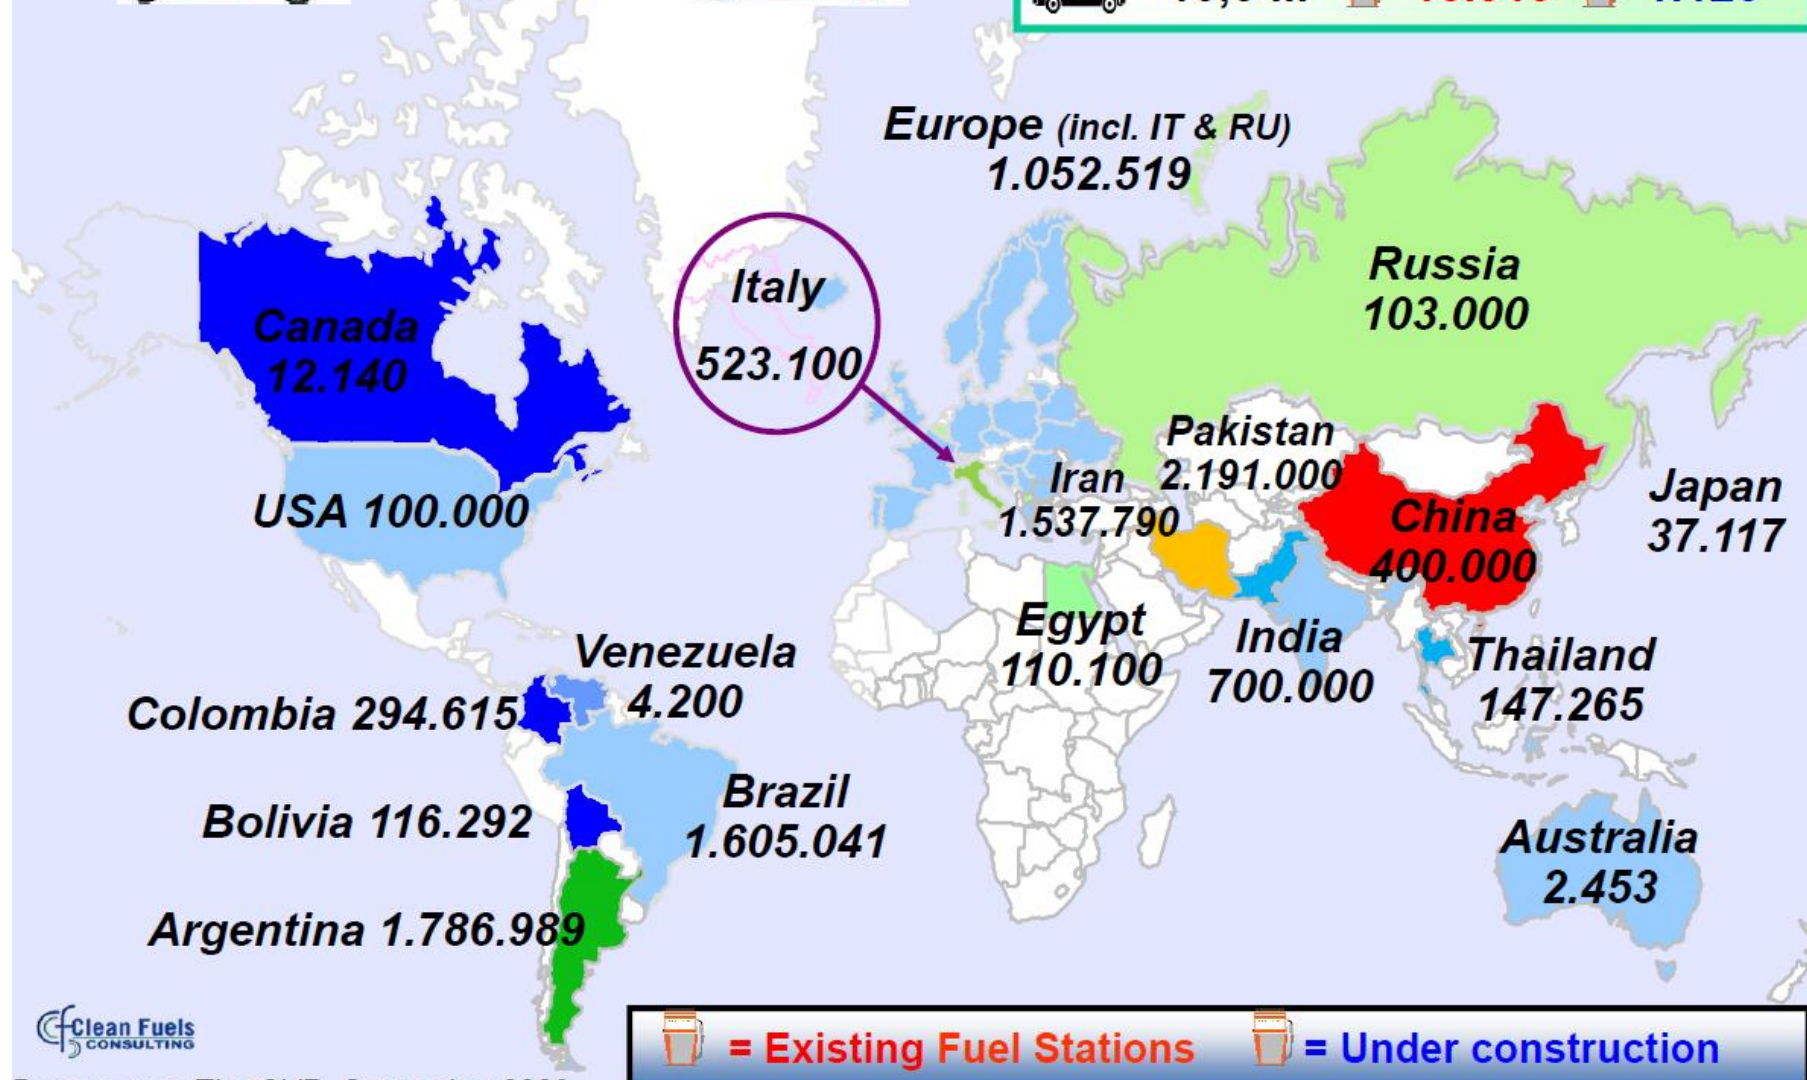 Europe (incl. IT & RU)
1.052.519
Italy
523.100
Russia
103.000
Canada
12.140
USA 100.000
Pakistan
2.191.000
Iran
1.537.790
China
400.000
Japan
37.117
Egypt
110.100
India
700.000
Thailand
147.265
Venezuela
4.200
Colombia 294.615
Brazil
1.605.041
Bolivia 116.292
Australia
2.453
Argentina 1.786.989
Clean Fuels
CONSULTING
= Existing Fuel Stations
= Under construction